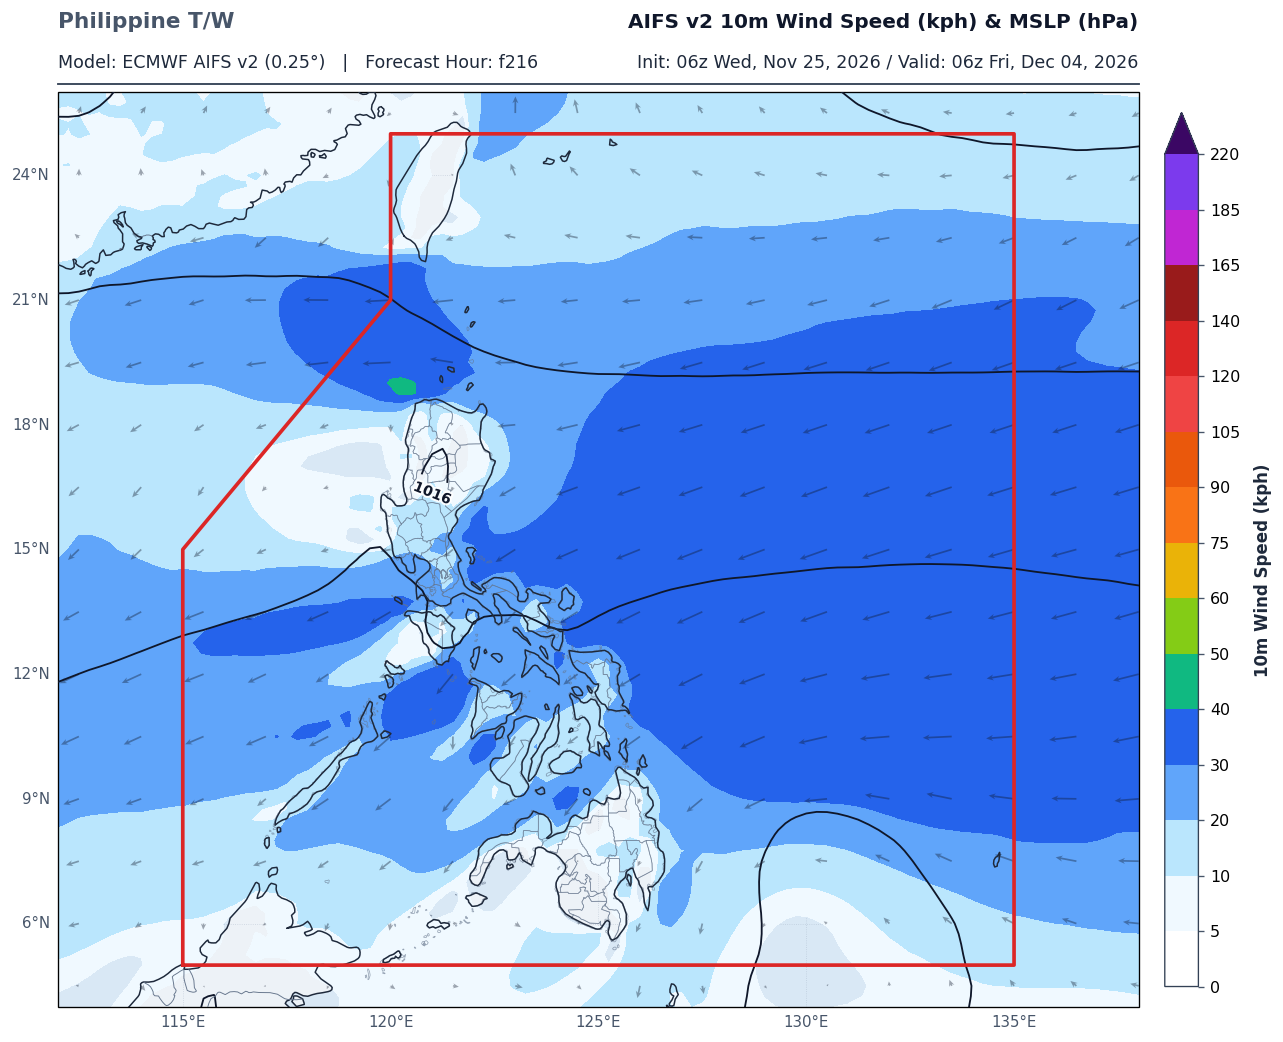 Philippine T/W
AIFS v2 10m Wind Speed (kph) & MSLP (hPa)
Model: ECMWF AIFS v2 (0.25°) | Forecast Hour: f216
Init: 06z Wed, Nov 25, 2026 / Valid: 06z Fri, Dec 04, 2026
24°N
21°N
18°N
15°N
12°N
9°N
6°N
1016
115°E
120°E
125°E
130°E
135°E
220
185
165
140
120
105
90
75
60
50
40
30
20
10
5
0
10m Wind Speed (kph)